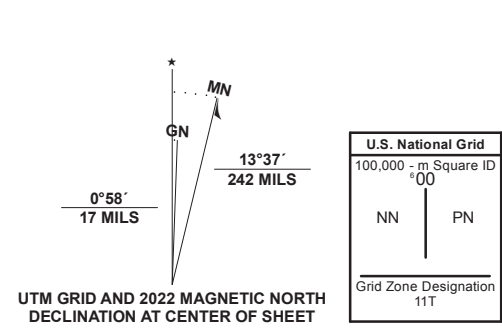 ★
MN
GN
0°58´
17 MILS
13°37´
242 MILS
UTM GRID AND 2022 MAGNETIC NORTH
DECLINATION AT CENTER OF SHEET
U.S. National Grid
100,000 - m Square ID
⁶00
NN
PN
Grid Zone Designation
11T